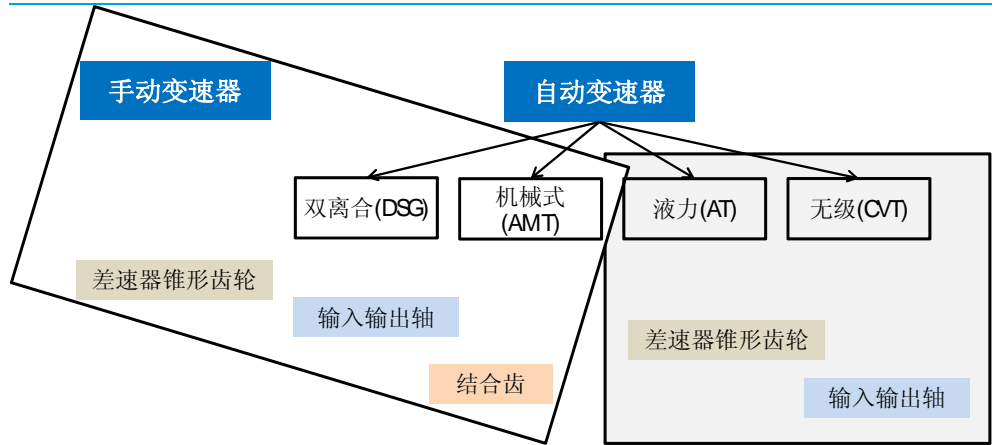 手动变速器
自动变速器
双离合(DSG)
机械式
(AMT)
液力(AT)
无级(CVT)
差速器锥形齿轮
输入输出轴
结合齿
差速器锥形齿轮
输入输出轴